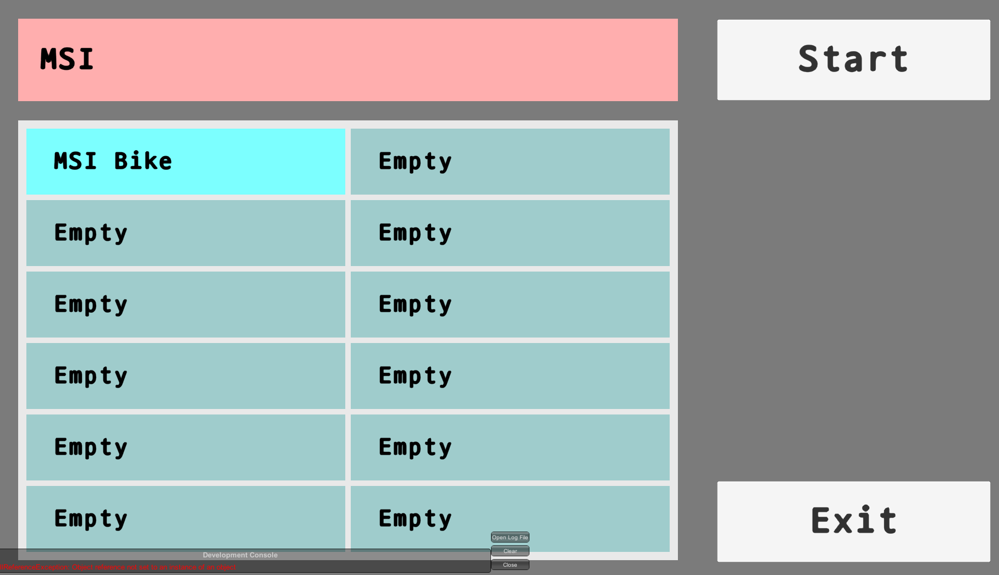 MSI
Start
MSI Bike
Empty
Empty
Empty
Empty
Empty
Empty
Empty
Empty
Empty
Empty
Empty
Exit
Open Log File
Development Console
Clear
lReferenceException: Object reference not set to an instance of an object
Close